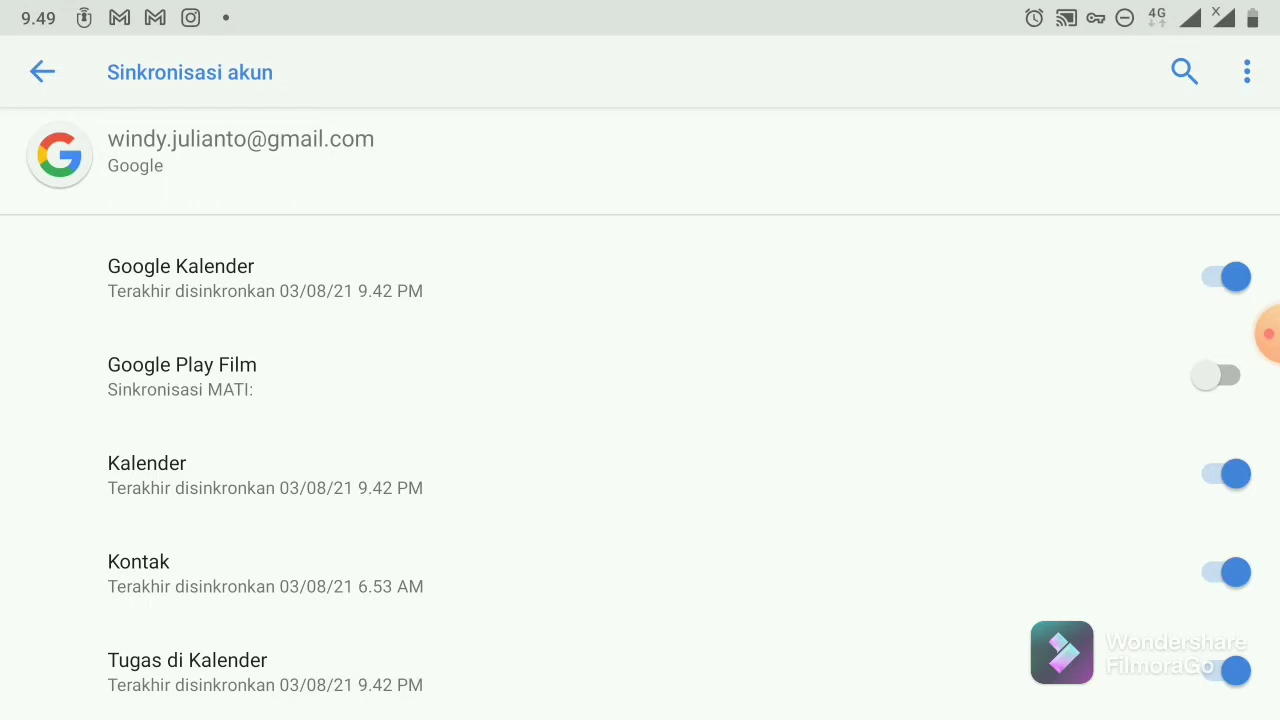 9.49
4G
Sinkronisasi akun
windy.julianto@gmail.com
Google
Google Kalender
Terakhir disinkronkan 03/08/21 9.42 PM
Google Play Film
Sinkronisasi MATI:
Kalender
Terakhir disinkronkan 03/08/21 9.42 PM
Kontak
Terakhir disinkronkan 03/08/21 6.53 AM
Tugas di Kalender
Terakhir disinkronkan 03/08/21 9.42 PM
Wondershare
FilmoraGo